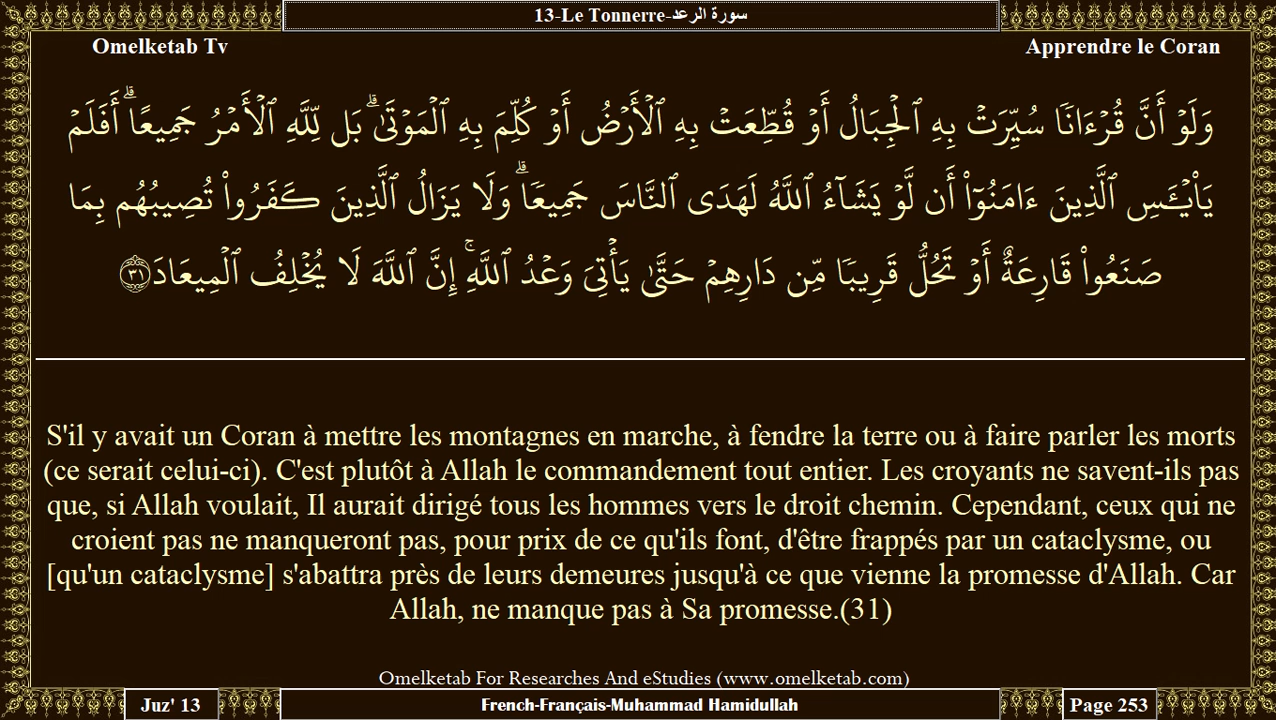 13-Le Tonnerre-سورة الرعد
Omelketab Tv
Apprendre le Coran
وَلَوۡ أَنَّ قُرۡءَانٗا سُيِّرَتۡ بِهِ ٱلۡجِبَالُ أَوۡ قُطِّعَتۡ بِهِ ٱلۡأَرۡضُ أَوۡ كُلِّمَ بِهِ ٱلۡمَوۡتَىٰۗ بَل لِّلَّهِ ٱلۡأَمۡرُ جَمِيعًاۗ أَفَلَمۡ
يَاْيۡـَٔسِ ٱلَّذِينَ ءَامَنُوٓاْ أَن لَّوۡ يَشَآءُ ٱللَّهُ لَهَدَى ٱلنَّاسَ جَمِيعٗاۗ وَلَا يَزَالُ ٱلَّذِينَ كَفَرُواْ تُصِيبُهُم بِمَا
صَنَعُواْ قَارِعَةٌ أَوۡ تَحُلُّ قَرِيبٗا مِّن دَارِهِمۡ حَتَّىٰ يَأۡتِيَ وَعۡدُ ٱللَّهِۚ إِنَّ ٱللَّهَ لَا يُخۡلِفُ ٱلۡمِيعَادَ ٣١
S'il y avait un Coran à mettre les montagnes en marche, à fendre la terre ou à faire parler les morts
(ce serait celui-ci). C'est plutôt à Allah le commandement tout entier. Les croyants ne savent-ils pas
que, si Allah voulait, Il aurait dirigé tous les hommes vers le droit chemin. Cependant, ceux qui ne
croient pas ne manqueront pas, pour prix de ce qu'ils font, d'être frappés par un cataclysme, ou
[qu'un cataclysme] s'abattra près de leurs demeures jusqu'à ce que vienne la promesse d'Allah. Car
Allah, ne manque pas à Sa promesse.(31)
Omelketab For Researches And eStudies (www.omelketab.com)
Juz' 13
French-Français-Muhammad Hamidullah
Page 253